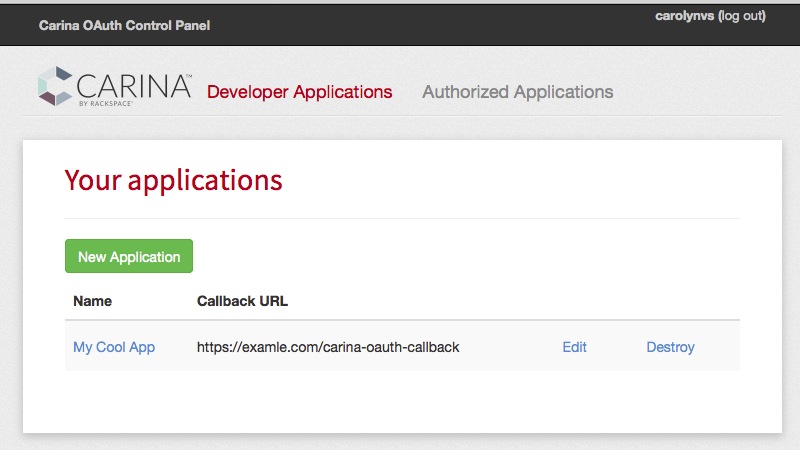 Carina OAuth Control Panel
carolynvs (log out)
CARINA™
BY RACKSPACE®
Developer Applications
Authorized Applications
Your applications
New Application
Name Callback URL
My Cool App https://examle.com/carina-oauth-callback Edit Destroy